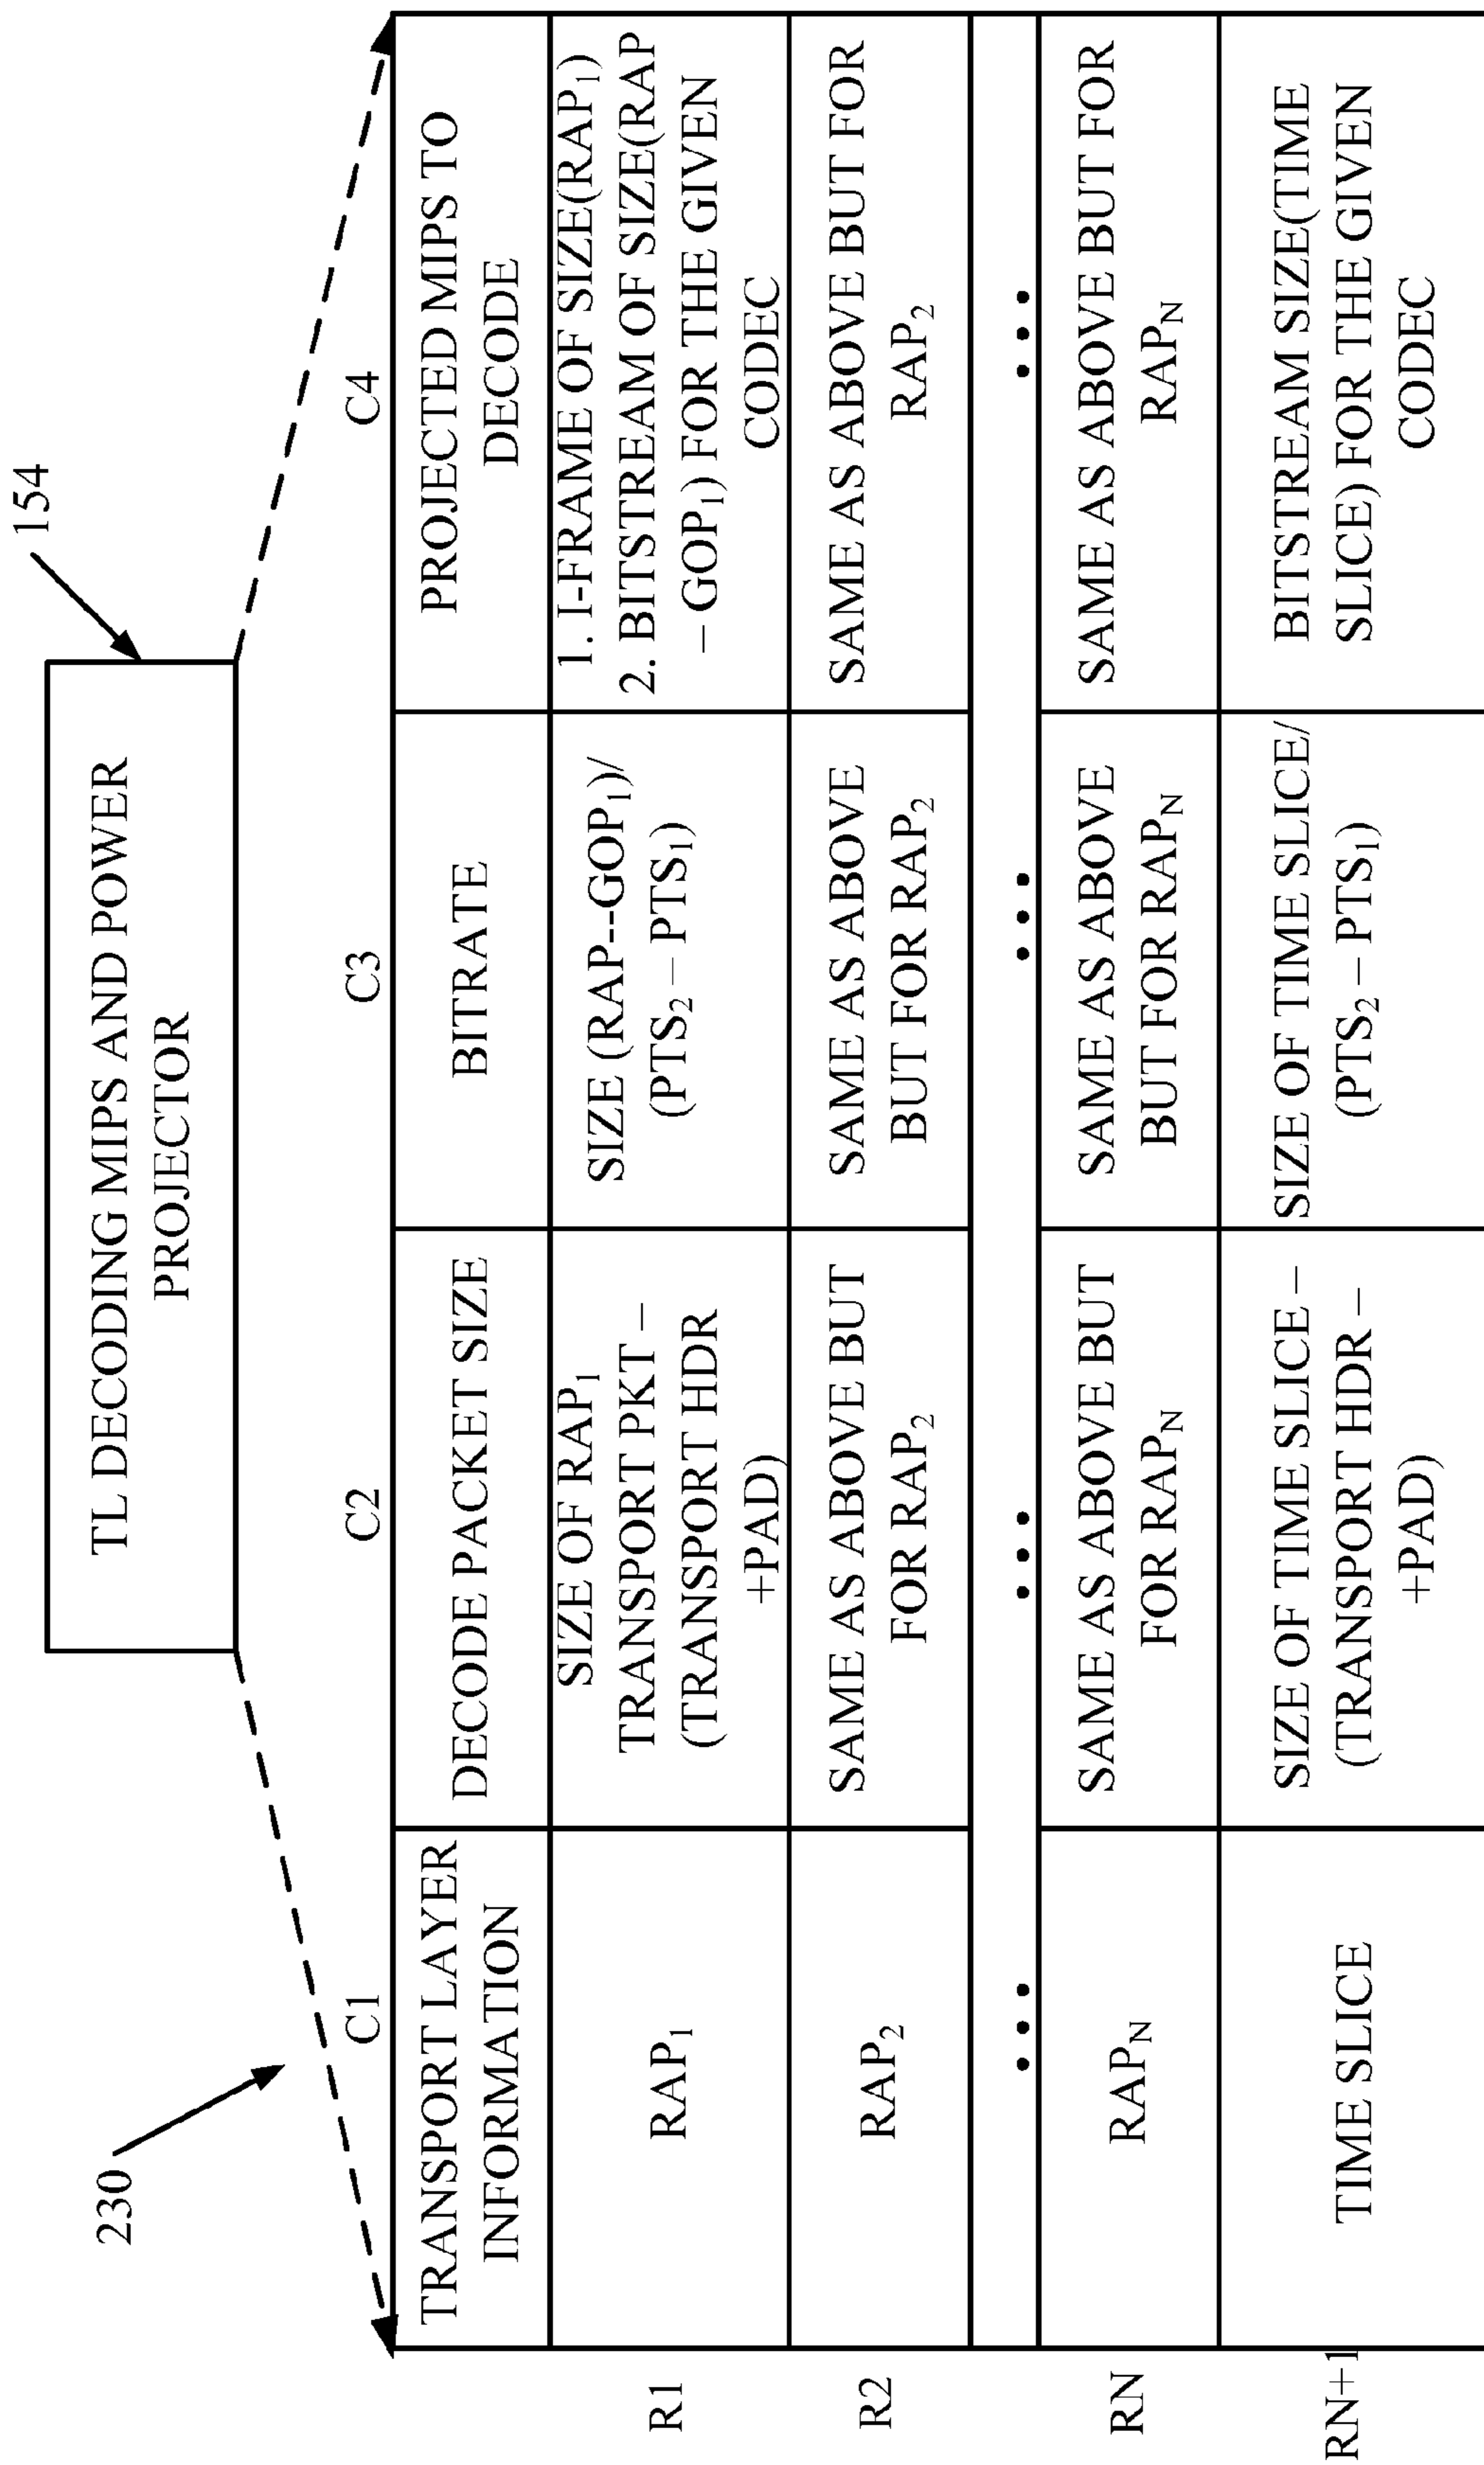 154
TL DECODING MIPS AND POWER
PROJECTOR
230
C1
C2
C3
C4
TRANSPORT LAYER
INFORMATION
DECODE PACKET SIZE
BITRATE
PROJECTED MIPS TO
DECODE
R1
RAP1
SIZE OF RAP1
TRANSPORT PKT –
(TRANSPORT HDR
+PAD)
SIZE (RAP--GOP1)/
(PTS2 – PTS1)
1. I-FRAME OF SIZE(RAP1)
2. BITSTREAM OF SIZE(RAP
– GOP1) FOR THE GIVEN
CODEC
R2
RAP2
SAME AS ABOVE BUT
FOR RAP2
SAME AS ABOVE
BUT FOR RAP2
SAME AS ABOVE BUT FOR
RAP2
RN
RAPN
SAME AS ABOVE BUT
FOR RAPN
SAME AS ABOVE
BUT FOR RAPN
SAME AS ABOVE BUT FOR
RAPN
RN+1
TIME SLICE
SIZE OF TIME SLICE –
(TRANSPORT HDR –
+PAD)
SIZE OF TIME SLICE/
(PTS2 – PTS1)
BITSTREAM SIZE(TIME
SLICE) FOR THE GIVEN
CODEC